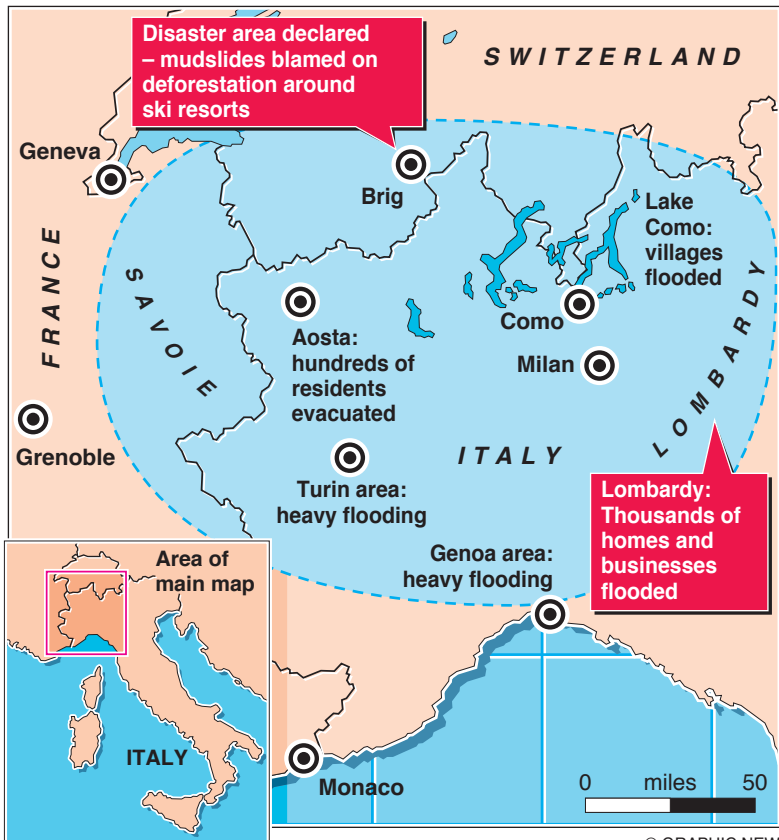 Disaster area declared
– mudslides blamed on
deforestation around
ski resorts
SWITZERLAND
Geneva
Brig
Lake
Como:
villages
flooded
FRANCE
SAVOIE
Como
Aosta:
hundreds of
residents
evacuated
Milan
LOMBARDY
Grenoble
ITALY
Turin area:
heavy flooding
Lombardy:
Thousands of
homes and
businesses
flooded
Genoa area:
heavy flooding
Area of
main map
ITALY
Monaco
0 miles 50
© GRAPHIC